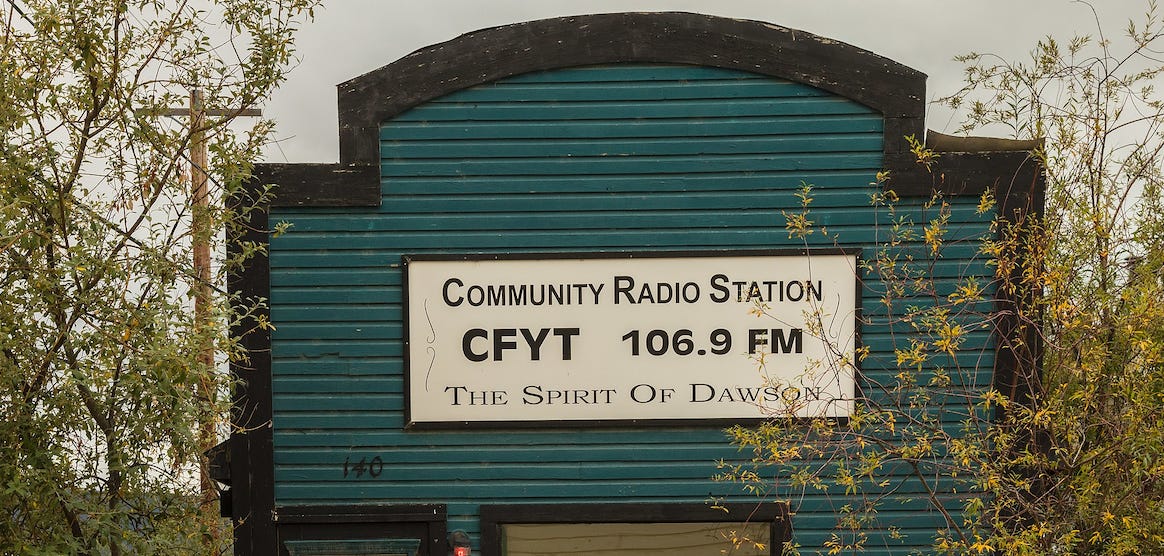 Community Radio Station
CFYT 106.9 FM
The Spirit Of Dawson
140